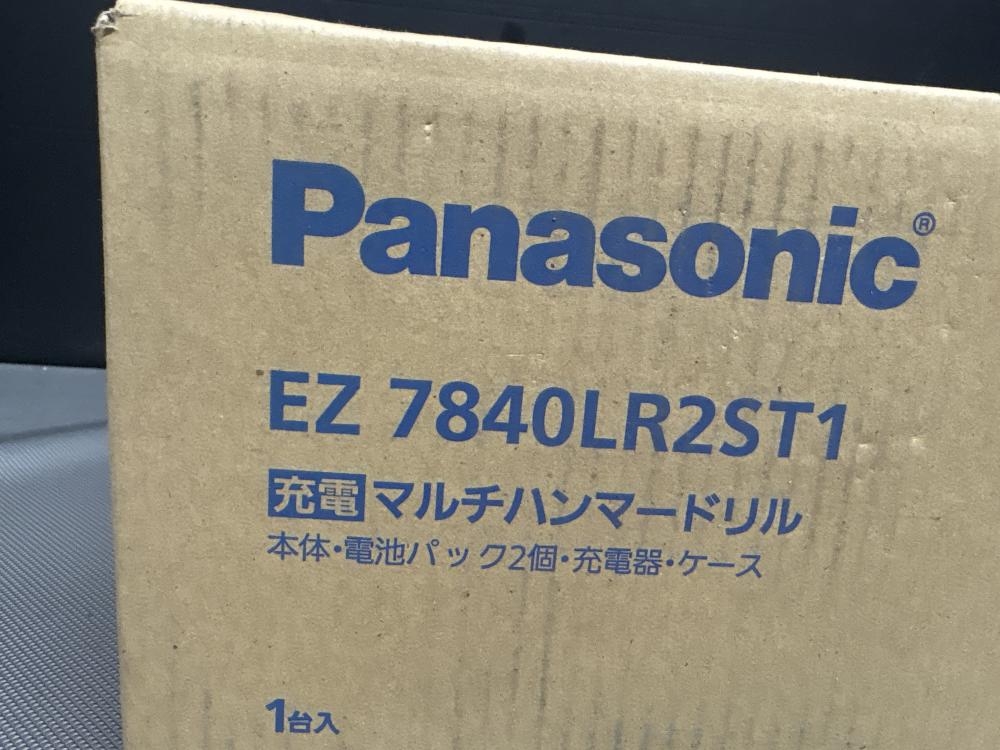 Panasonic®
EZ 7840LR2ST1
充電マルチハンマードリル
本体・電池パック2個・充電器・ケース
1台入